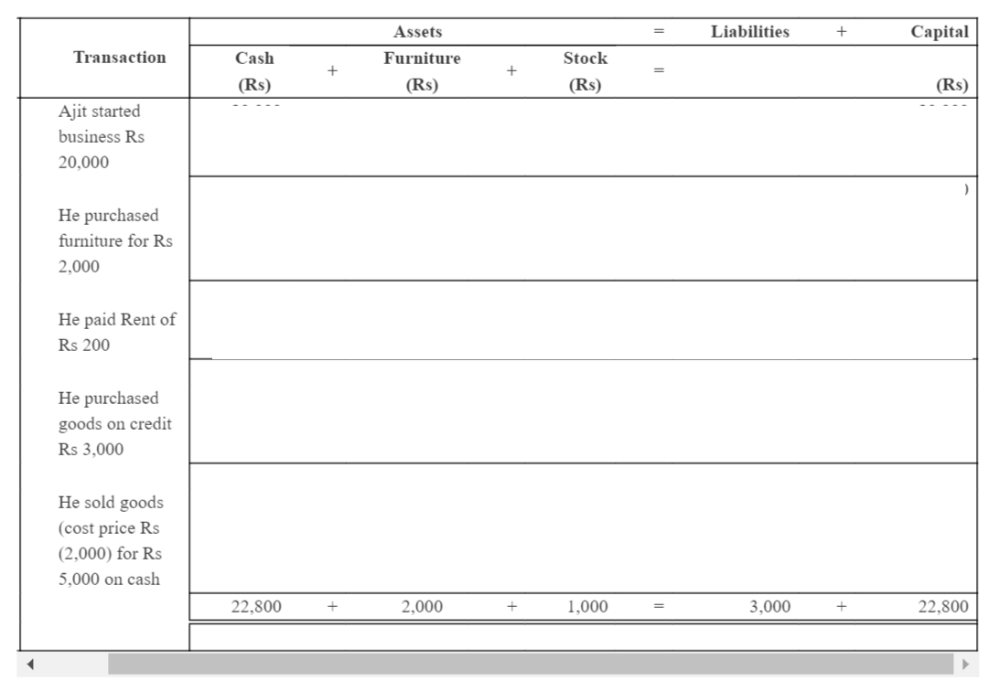 Assets = Liabilities + Capital
Transaction
Cash + Furniture + Stock =
(Rs) (Rs) (Rs) (Rs)
Ajit started
business Rs
20,000
)
He purchased
furniture for Rs
2,000
He paid Rent of
Rs 200
He purchased
goods on credit
Rs 3,000
He sold goods
(cost price Rs
(2,000) for Rs
5,000 on cash
22,800 + 2,000 + 1,000 = 3,000 + 22,800